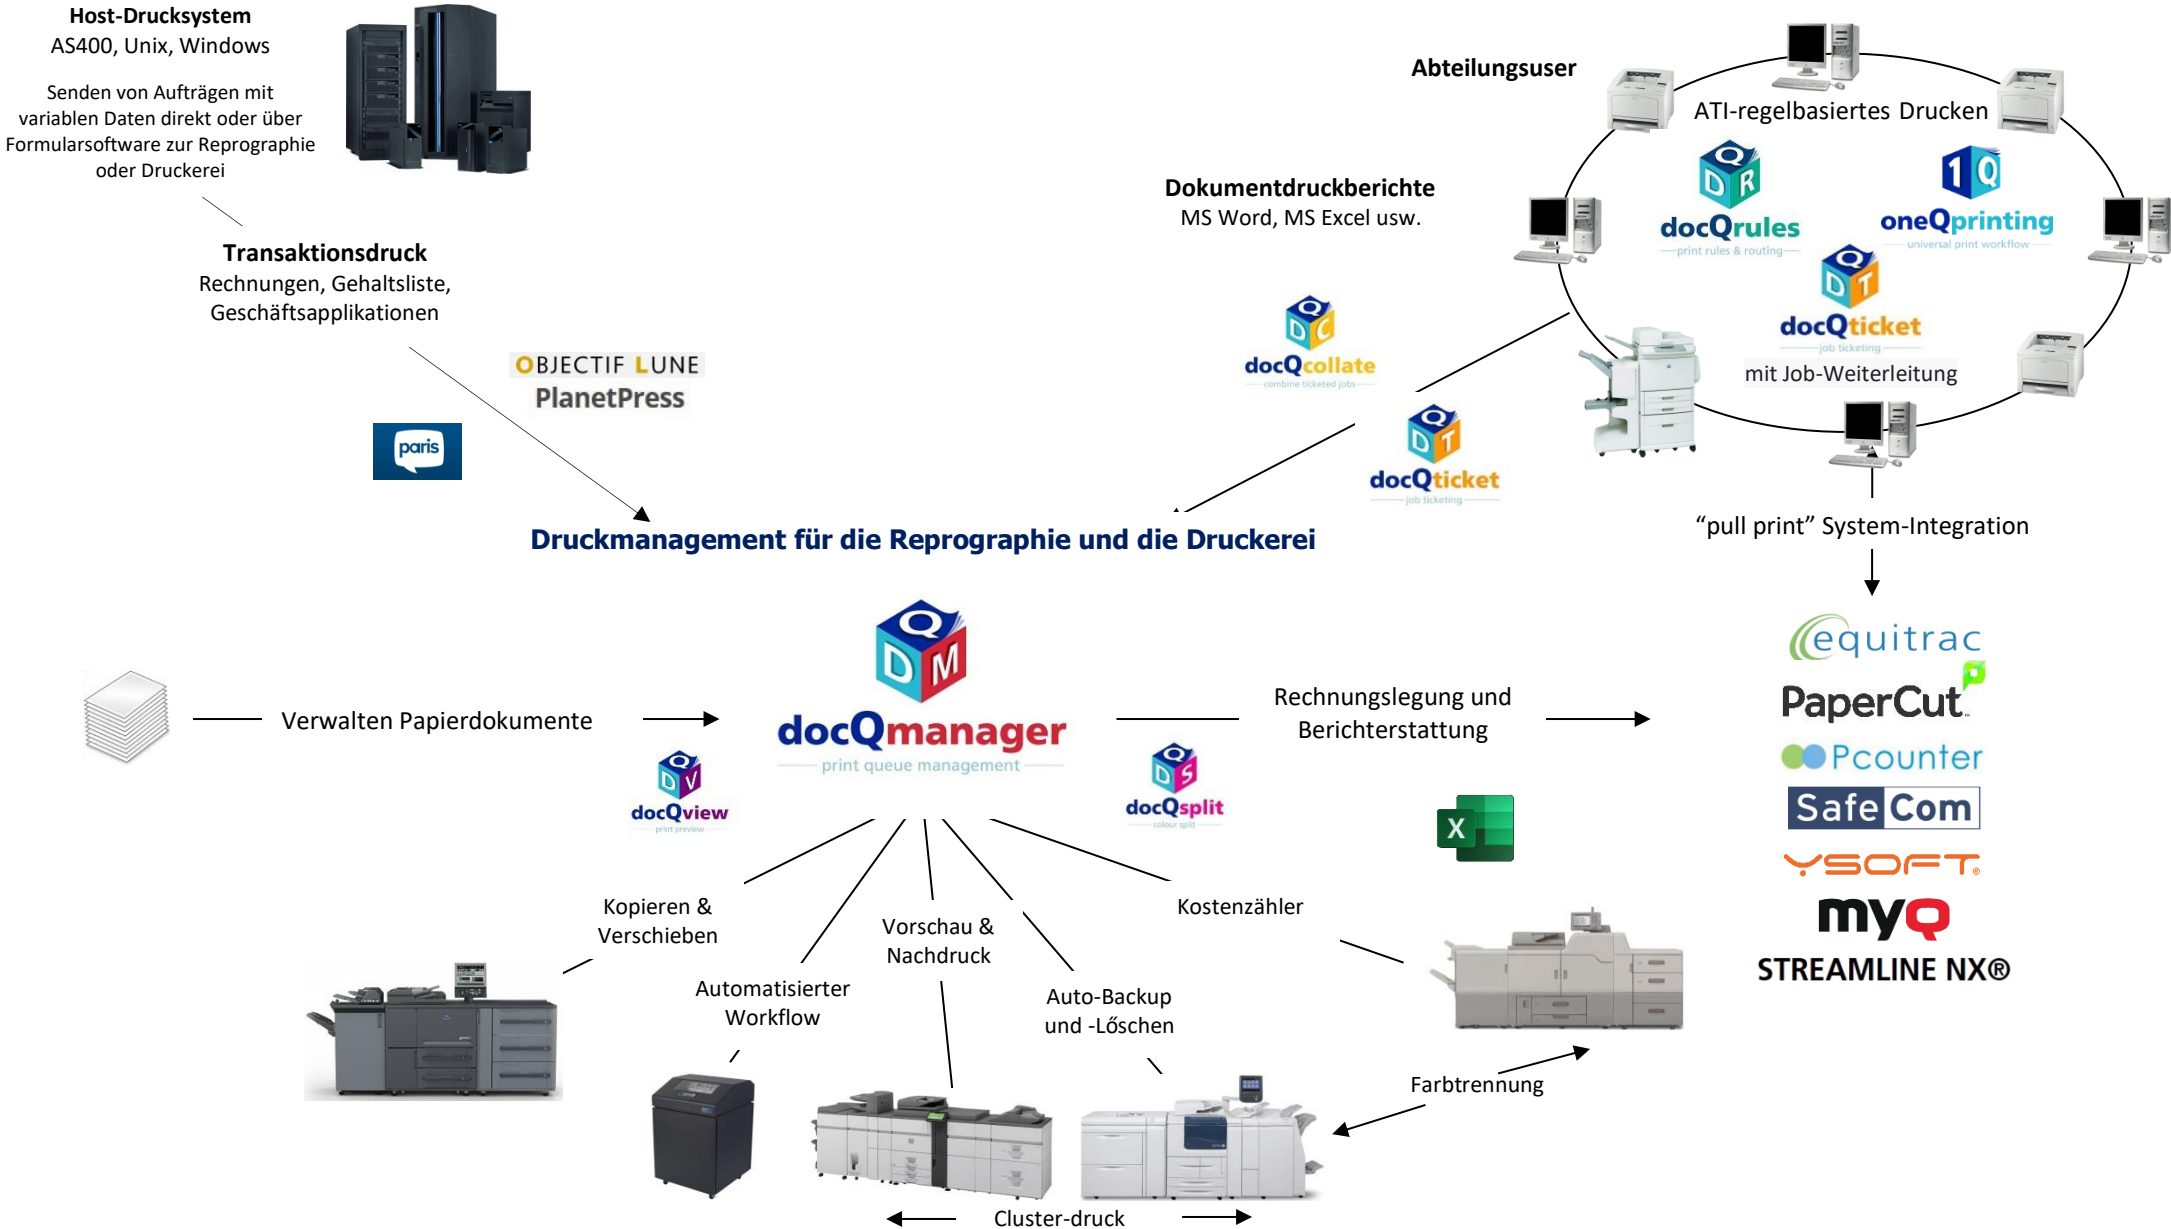 Host-Drucksystem
AS400, Unix, Windows
Senden von Aufträgen mit
variablen Daten direkt oder über
Formularsoftware zur Reprographie
oder Druckerei
Transaktionsdruck
Rechnungen, Gehaltsliste,
Geschäftsapplikationen
OBJECTIF LUNE
PlanetPress
paris
Abteilungsuser
ATI-regelbasiertes Drucken
Dokumentdruckberichte
MS Word, MS Excel usw.
Q
D R
docQrules
print rules & routing
1Q
oneQprinting
universal print workflow
Q
D T
docQticket
job ticketing
mit Job-Weiterleitung
Q
D C
docQcollate
combine ticketed jobs
Q
D T
docQticket
job ticketing
"pull print" System-Integration
Druckmanagement für die Reprographie und die Druckerei
Verwalten Papierdokumente
Q
D M
docQmanager
print queue management
Rechnungslegung und
Berichterstattung
Q
D V
docQview
print preview
Q
D S
docQsplit
colour split
X
equitrac
PaperCut™
Pcounter
SafeCom
YSOFT®
myQ
STREAMLINE NX®
Kopieren &
Verschieben
Automatisierter
Workflow
Vorschau &
Nachdruck
Auto-Backup
und -Lőschen
Kostenzähler
Farbtrennung
Cluster-druck